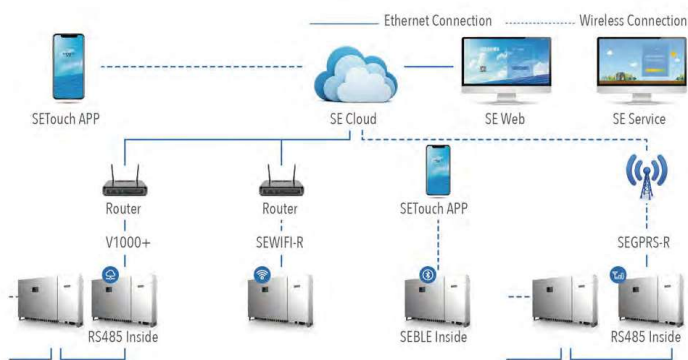 Ethernet Connection
Wireless Connection
SETouch APP
SE Cloud
SE Web
SE Service
Router
Router
SETouch APP
V1000+
SEWIFI-R
SEGPRS-R
RS485 Inside
SEBLE Inside
RS485 Inside